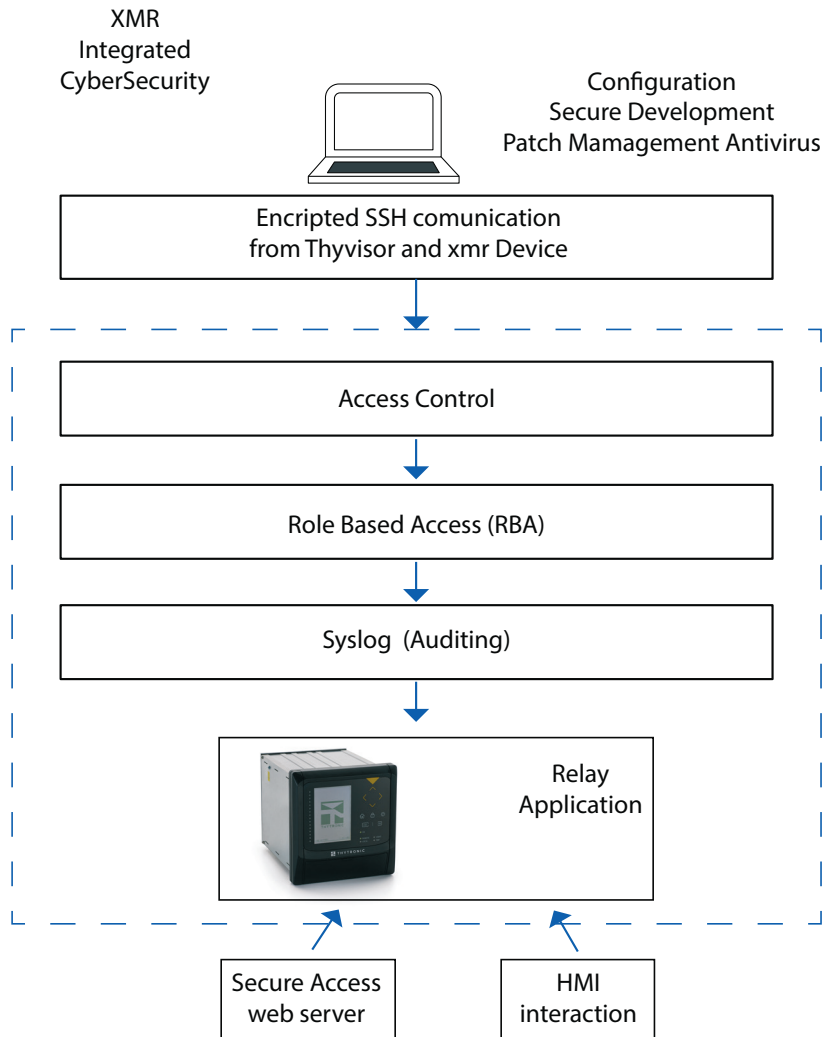 XMR
Integrated
CyberSecurity
Configuration
Secure Development
Patch Mamagement Antivirus
Encripted SSH comunication
from Thyvisor and xmr Device
Access Control
Role Based Access (RBA)
Syslog (Auditing)
Relay
Application
THYTRONIC
Secure Access
web server
HMI
interaction